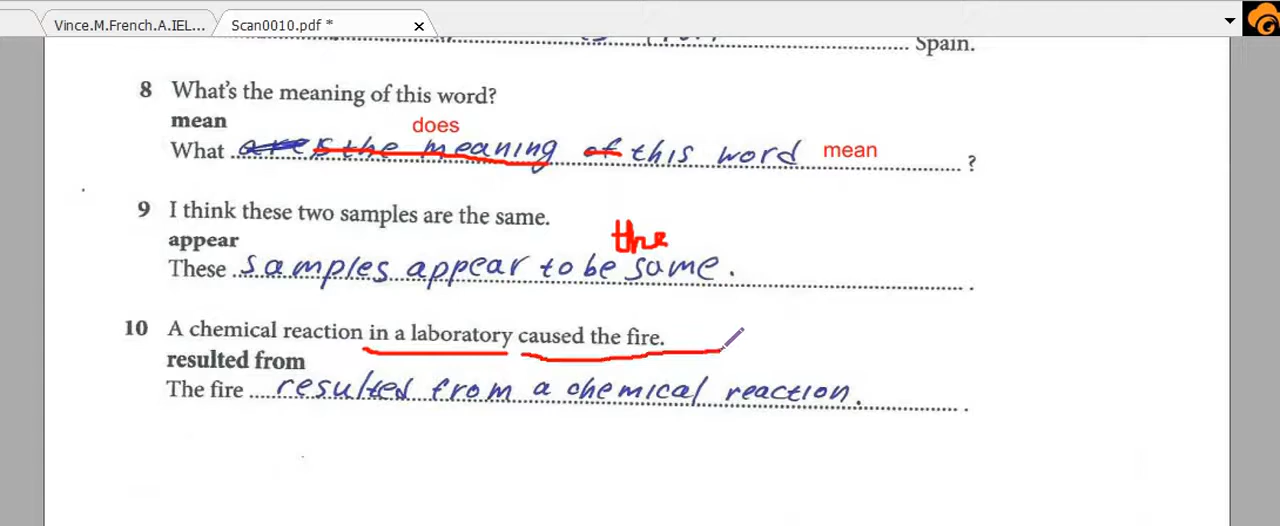 Vince.M.French.A.IEL... Scan0010.pdf *
Spain.
8 What's the meaning of this word?
mean
does
What are is the meaning of this word mean ?
9 I think these two samples are the same.
the
appear
These samples appear to be same.
10 A chemical reaction in a laboratory caused the fire.
resulted from
The fire resulted from a chemical reaction.